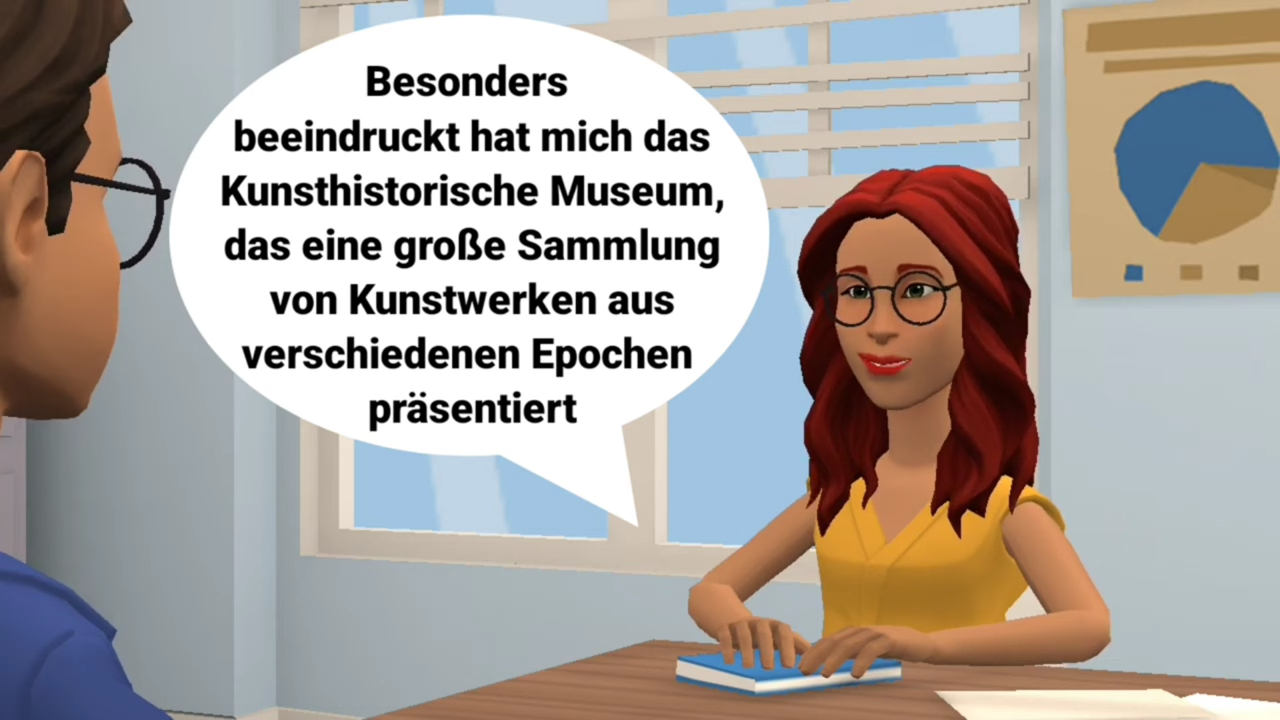 Besonders
beeindruckt hat mich das
Kunsthistorische Museum,
das eine große Sammlung
von Kunstwerken aus
verschiedenen Epochen
präsentiert